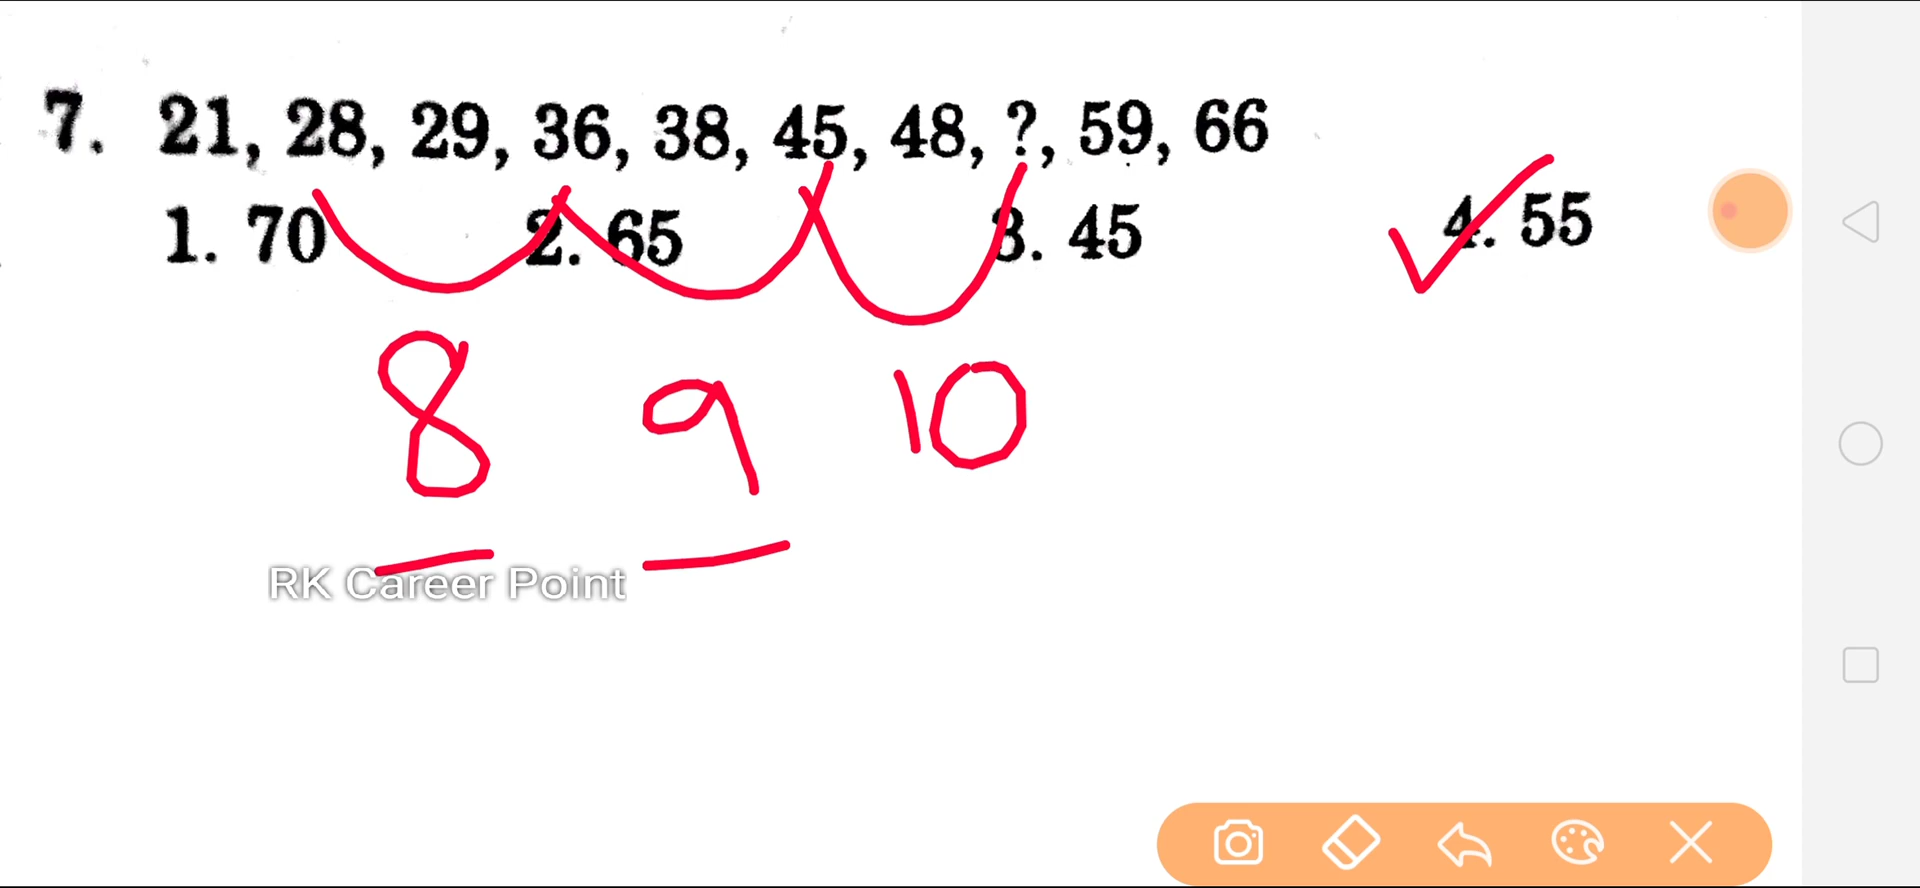 7. 21, 28, 29, 36, 38, 45, 48, ?, 59, 66
1. 70 2. 65 3. 45 4. 55
8 9 10
RK Career Point